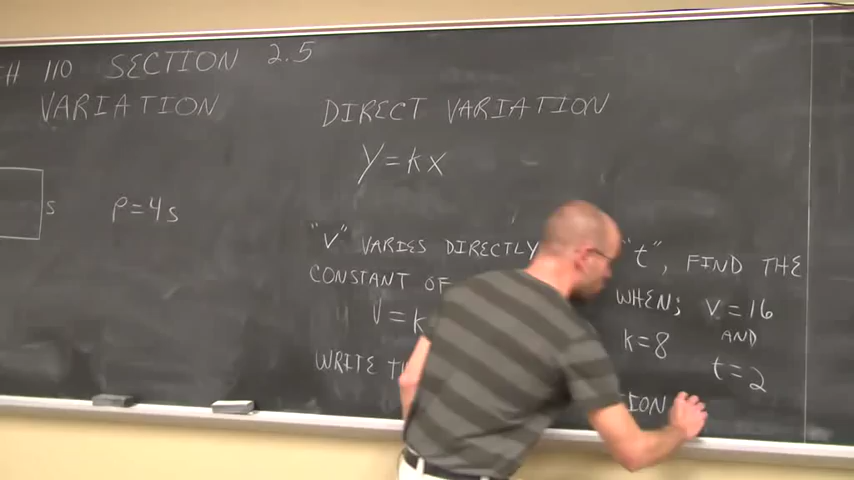 110 SECTION 2.5
VARIATION
DIRECT VARIATION
y=kx
s
P=4s
"v" VARIES DIRECTLY "t", FIND THE
CONSTANT OF WHEN; v=16
AND
v=k k=8
t=2
WRITE